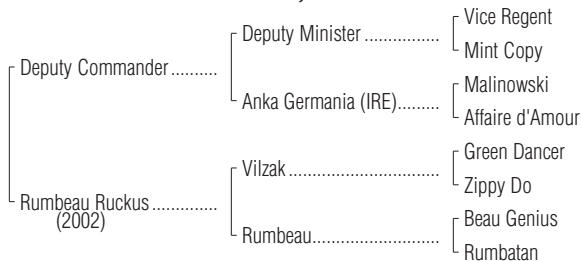 Vice Regent
Deputy Minister ................
Mint Copy
Deputy Commander..........
Malinowski
Anka Germania (IRE).........
Affaire d'Amour
Green Dancer
Vilzak ................................
Zippy Do
Rumbeau Ruckus ..............
(2002)
Beau Genius
Rumbeau...........................
Rumbatan